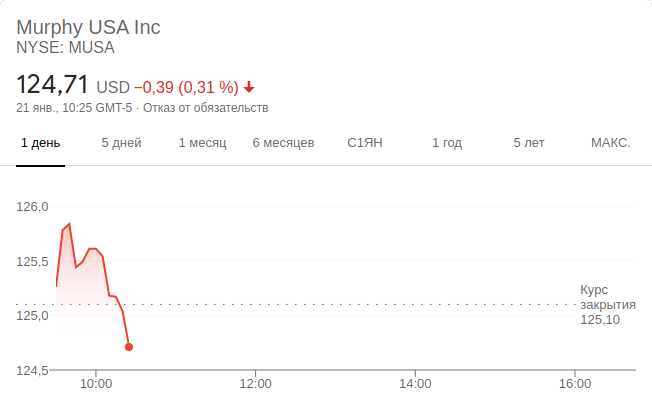 Murphy USA Inc
NYSE: MUSA
124,71 USD −0,39 (0,31 %)
21 янв., 10:25 GMT-5 · Отказ от обязательств
1 день 5 дней 1 месяц 6 месяцев С1ЯН 1 год 5 лет МАКС.
126,0
125,5
Курс
закрытия
125,10
125,0
124,5
10:00 12:00 14:00 16:00